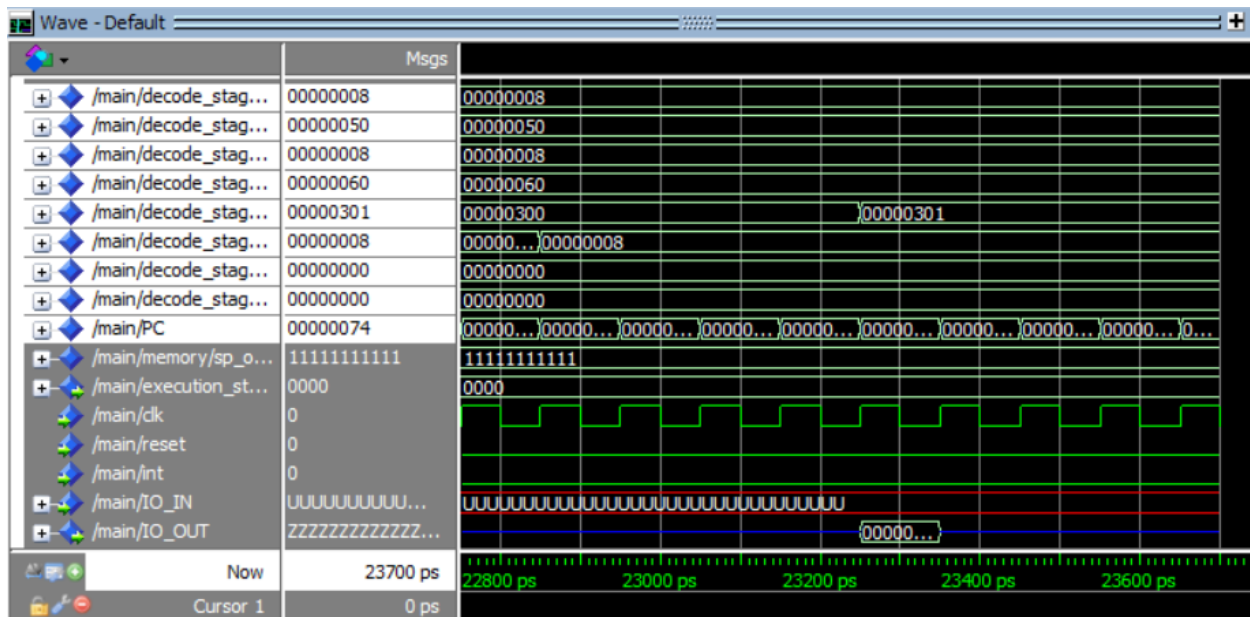 Wave - Default
Msgs
/main/decode_stag... 00000008 00000008
/main/decode_stag... 00000050 00000050
/main/decode_stag... 00000008 00000008
/main/decode_stag... 00000060 00000060
/main/decode_stag... 00000301 00000300 00000301
/main/decode_stag... 00000008 00000... 00000008
/main/decode_stag... 00000000 00000000
/main/decode_stag... 00000000 00000000
/main/PC 00000074 00000... 00000... 00000... 00000... 00000... 00000... 00000... 00000... 00000... 0...
/main/memory/sp_o... 11111111111 11111111111
/main/execution_st... 0000 0000
/main/clk 0
/main/reset 0
/main/int 0
/main/IO_IN UUUUUUUUUU... UUUUUUUUUUUUUUUUUUUUUUUUUUUUUUUU
/main/IO_OUT ZZZZZZZZZZZZZ... 00000...
Now 23700 ps 22800 ps 23000 ps 23200 ps 23400 ps 23600 ps
Cursor 1 0 ps